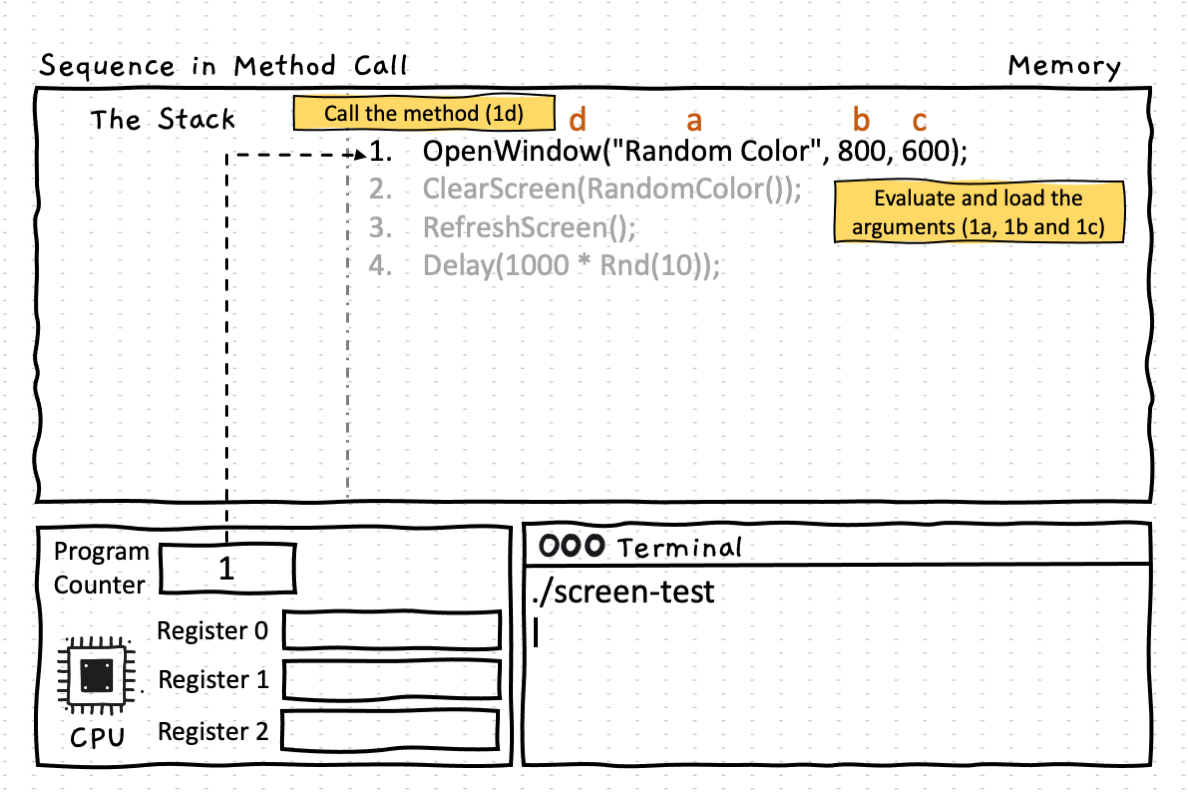 Sequence in Method Call
Memory
The Stack
Call the method (1d)
d a b c
1. OpenWindow("Random Color", 800, 600);
2. ClearScreen(RandomColor());
3. RefreshScreen();
4. Delay(1000 * Rnd(10));
Evaluate and load the
arguments (1a, 1b and 1c)
Program
Counter
1
Register 0
Register 1
Register 2
CPU
Terminal
./screen-test